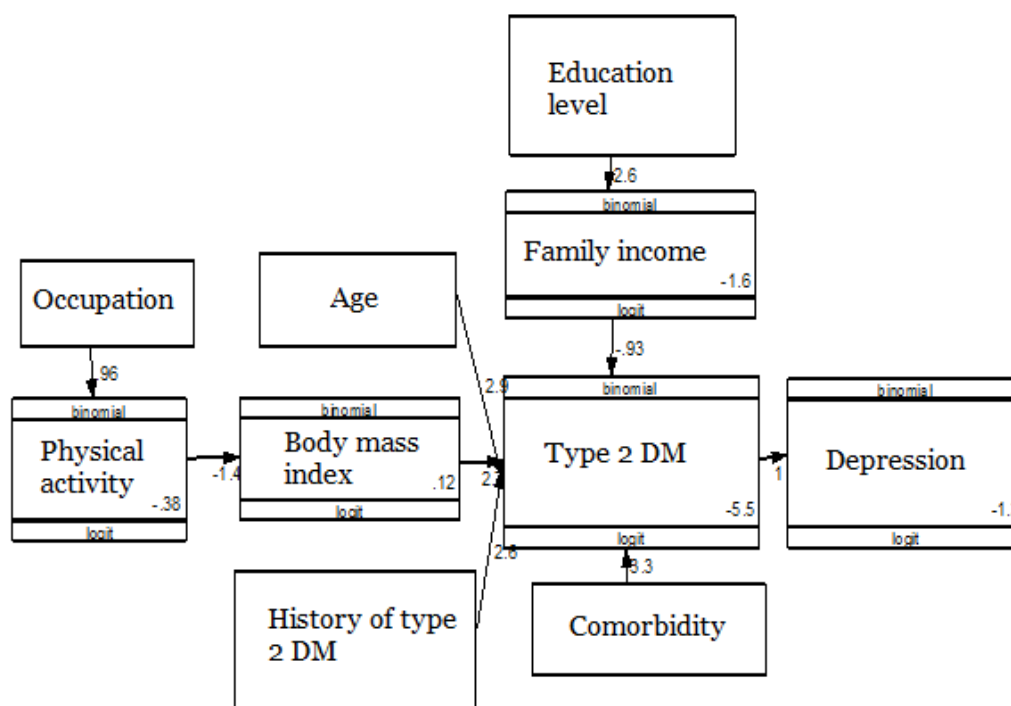 Education
level
2.6
binomial
Family income
-1.6
logit
-.93
Occupation
.96
Age
2.9
binomial
Physical
activity
-.38
logit
-1.4
binomial
Body mass
index
.12
logit
binomial
Type 2 DM
-5.5
logit
1
binomial
Depression
logit
2.6
History of type
2 DM
3.3
Comorbidity